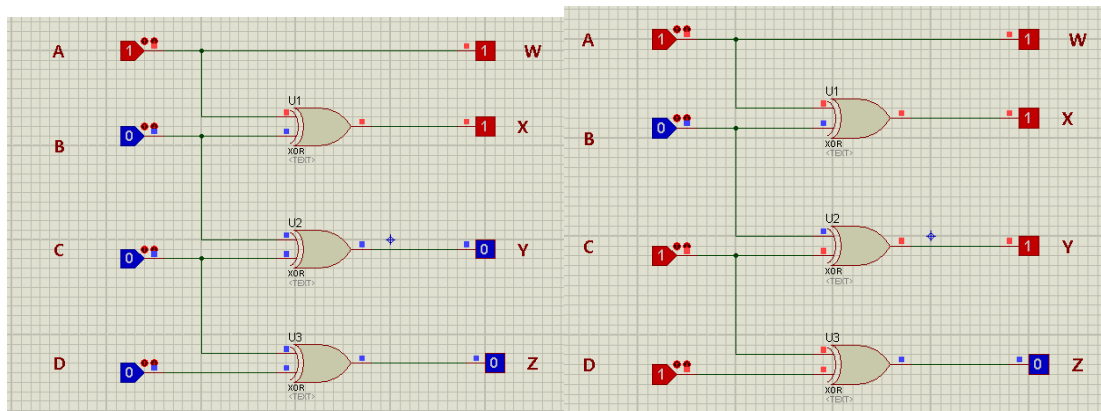 A 1 1 W
U1
B 0 1 X
XOR
<TEXT>
U2
C 0 0 Y
XOR
<TEXT>
U3
D 0 0 Z
XOR
<TEXT>
A 1 1 W
U1
B 0 1 X
XOR
<TEXT>
U2
C 1 1 Y
XOR
<TEXT>
U3
D 1 0 Z
XOR
<TEXT>